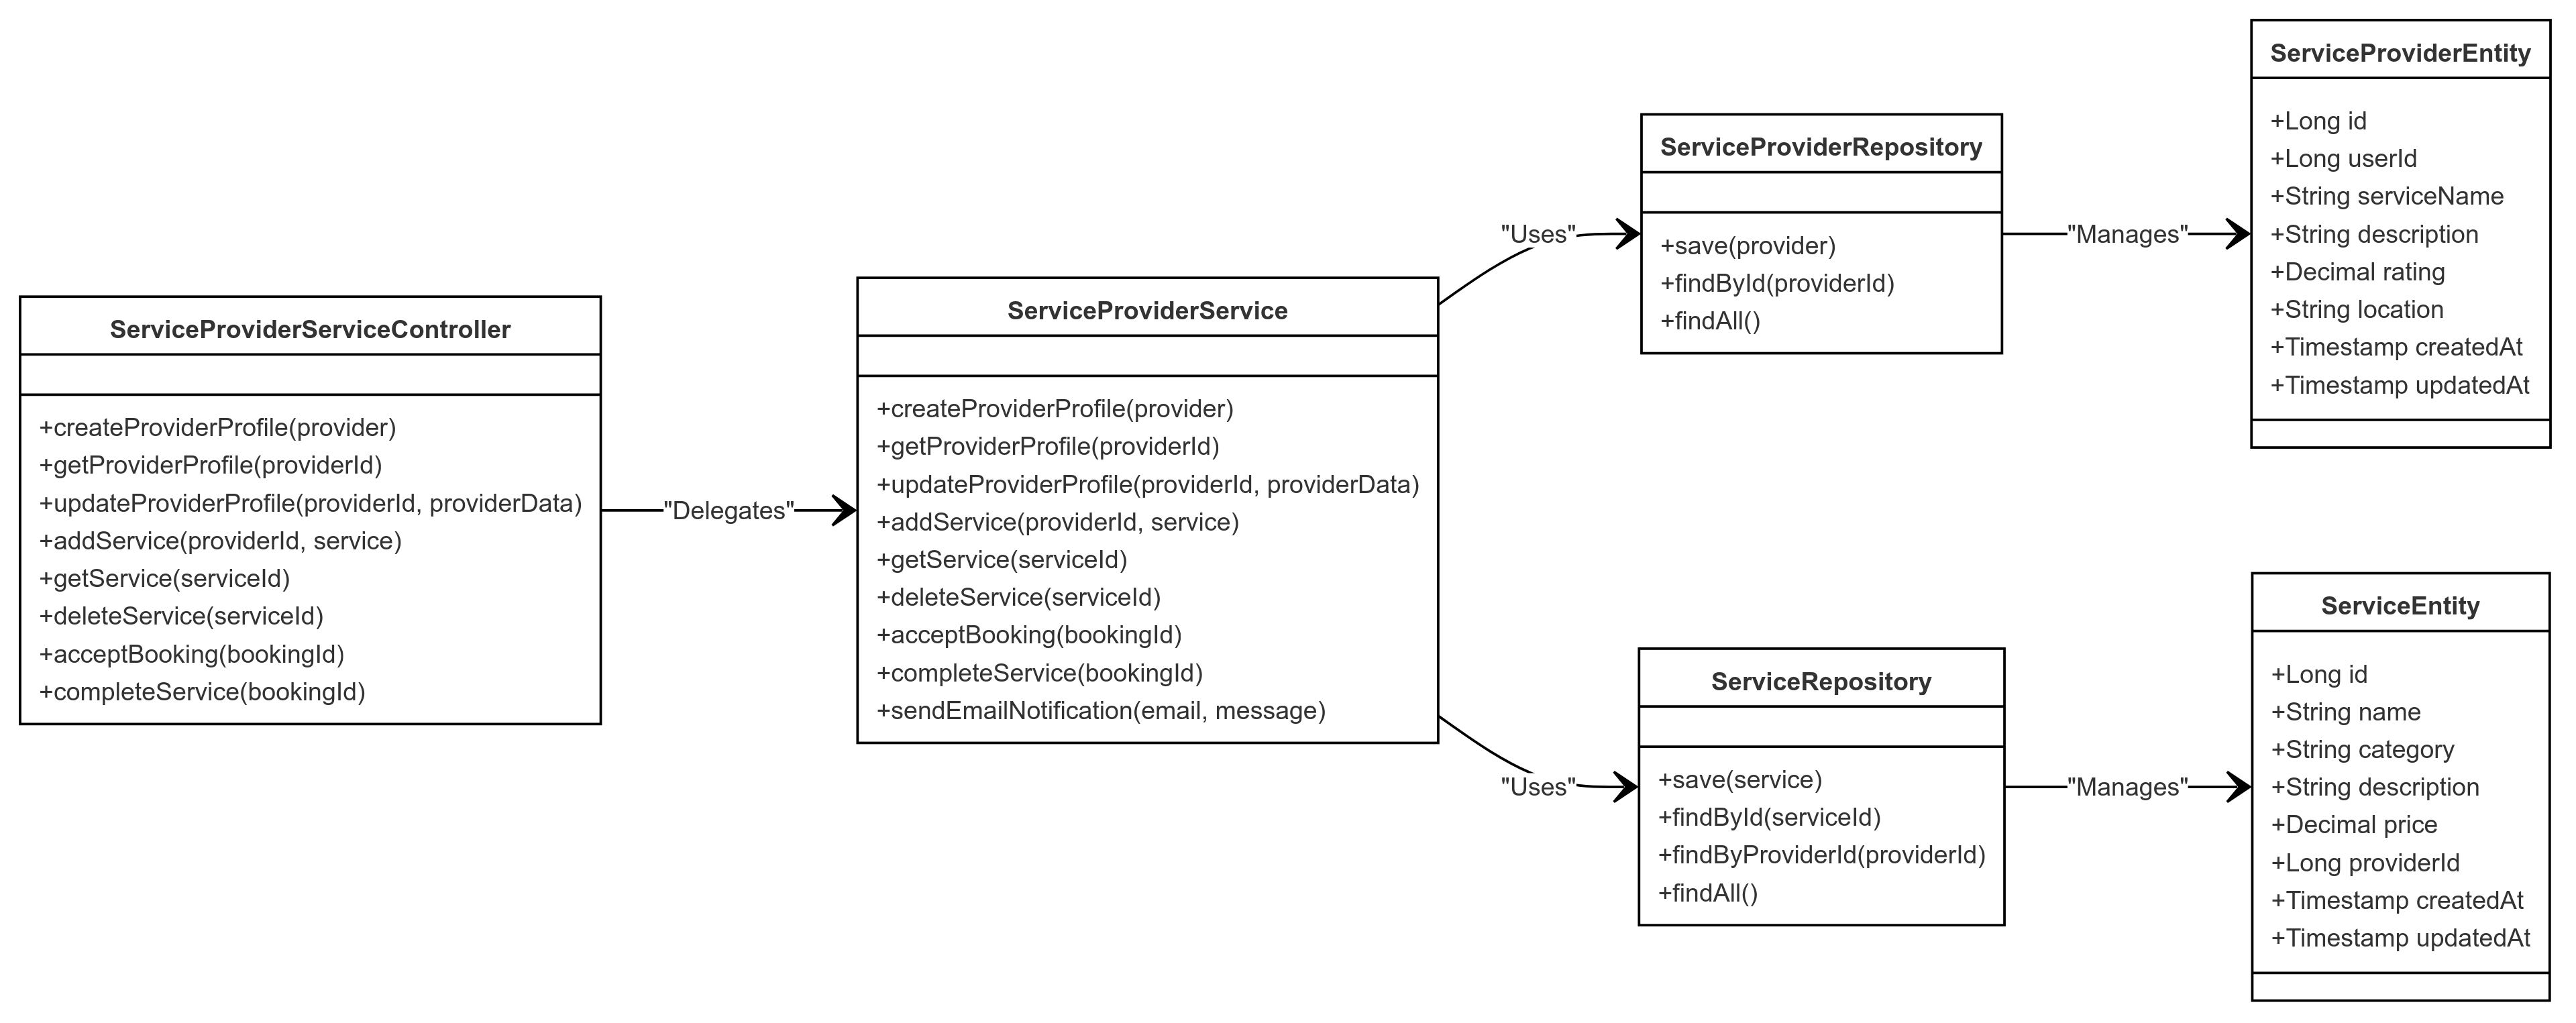 ServiceProviderServiceController
+createProviderProfile(provider)
+getProviderProfile(providerId)
+updateProviderProfile(providerId, providerData)
+addService(providerId, service)
+getService(serviceId)
+deleteService(serviceId)
+acceptBooking(bookingId)
+completeService(bookingId)
"Delegates"
ServiceProviderService
+createProviderProfile(provider)
+getProviderProfile(providerId)
+updateProviderProfile(providerId, providerData)
+addService(providerId, service)
+getService(serviceId)
+deleteService(serviceId)
+acceptBooking(bookingId)
+completeService(bookingId)
+sendEmailNotification(email, message)
"Uses"
ServiceProviderRepository
+save(provider)
+findById(providerId)
+findAll()
"Manages"
ServiceProviderEntity
+Long id
+Long userId
+String serviceName
+String description
+Decimal rating
+String location
+Timestamp createdAt
+Timestamp updatedAt
"Uses"
ServiceRepository
+save(service)
+findById(serviceId)
+findByProviderId(providerId)
+findAll()
"Manages"
ServiceEntity
+Long id
+String name
+String category
+String description
+Decimal price
+Long providerId
+Timestamp createdAt
+Timestamp updatedAt